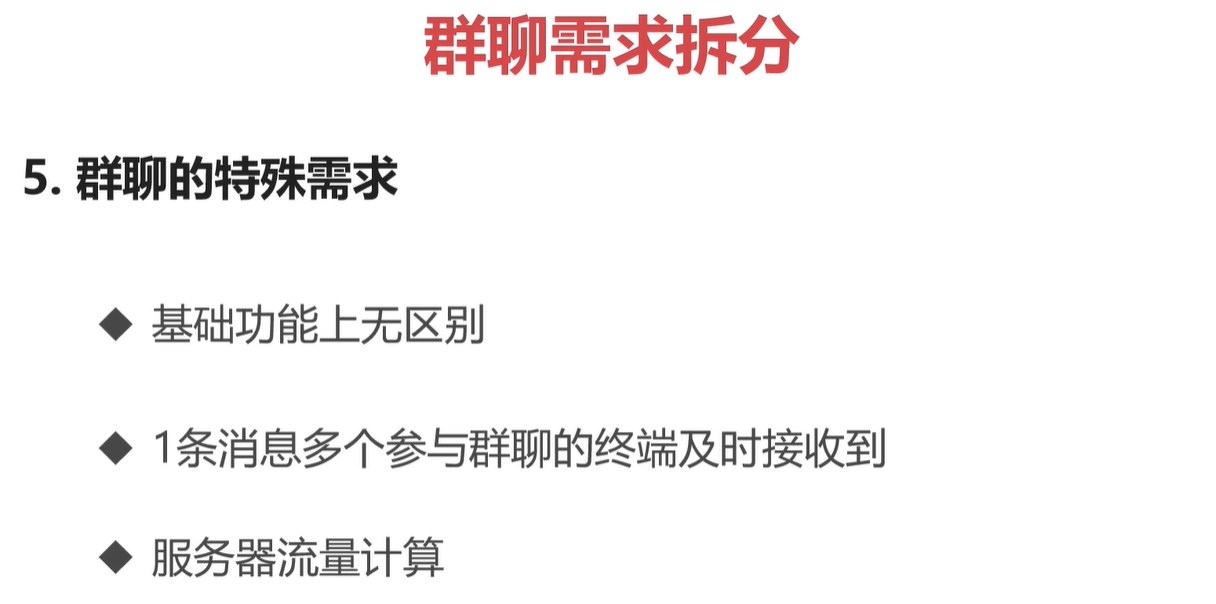 群聊需求拆分
5. 群聊的特殊需求
◆ 基础功能上无区别
◆ 1条消息多个参与群聊的终端及时接收到
◆ 服务器流量计算